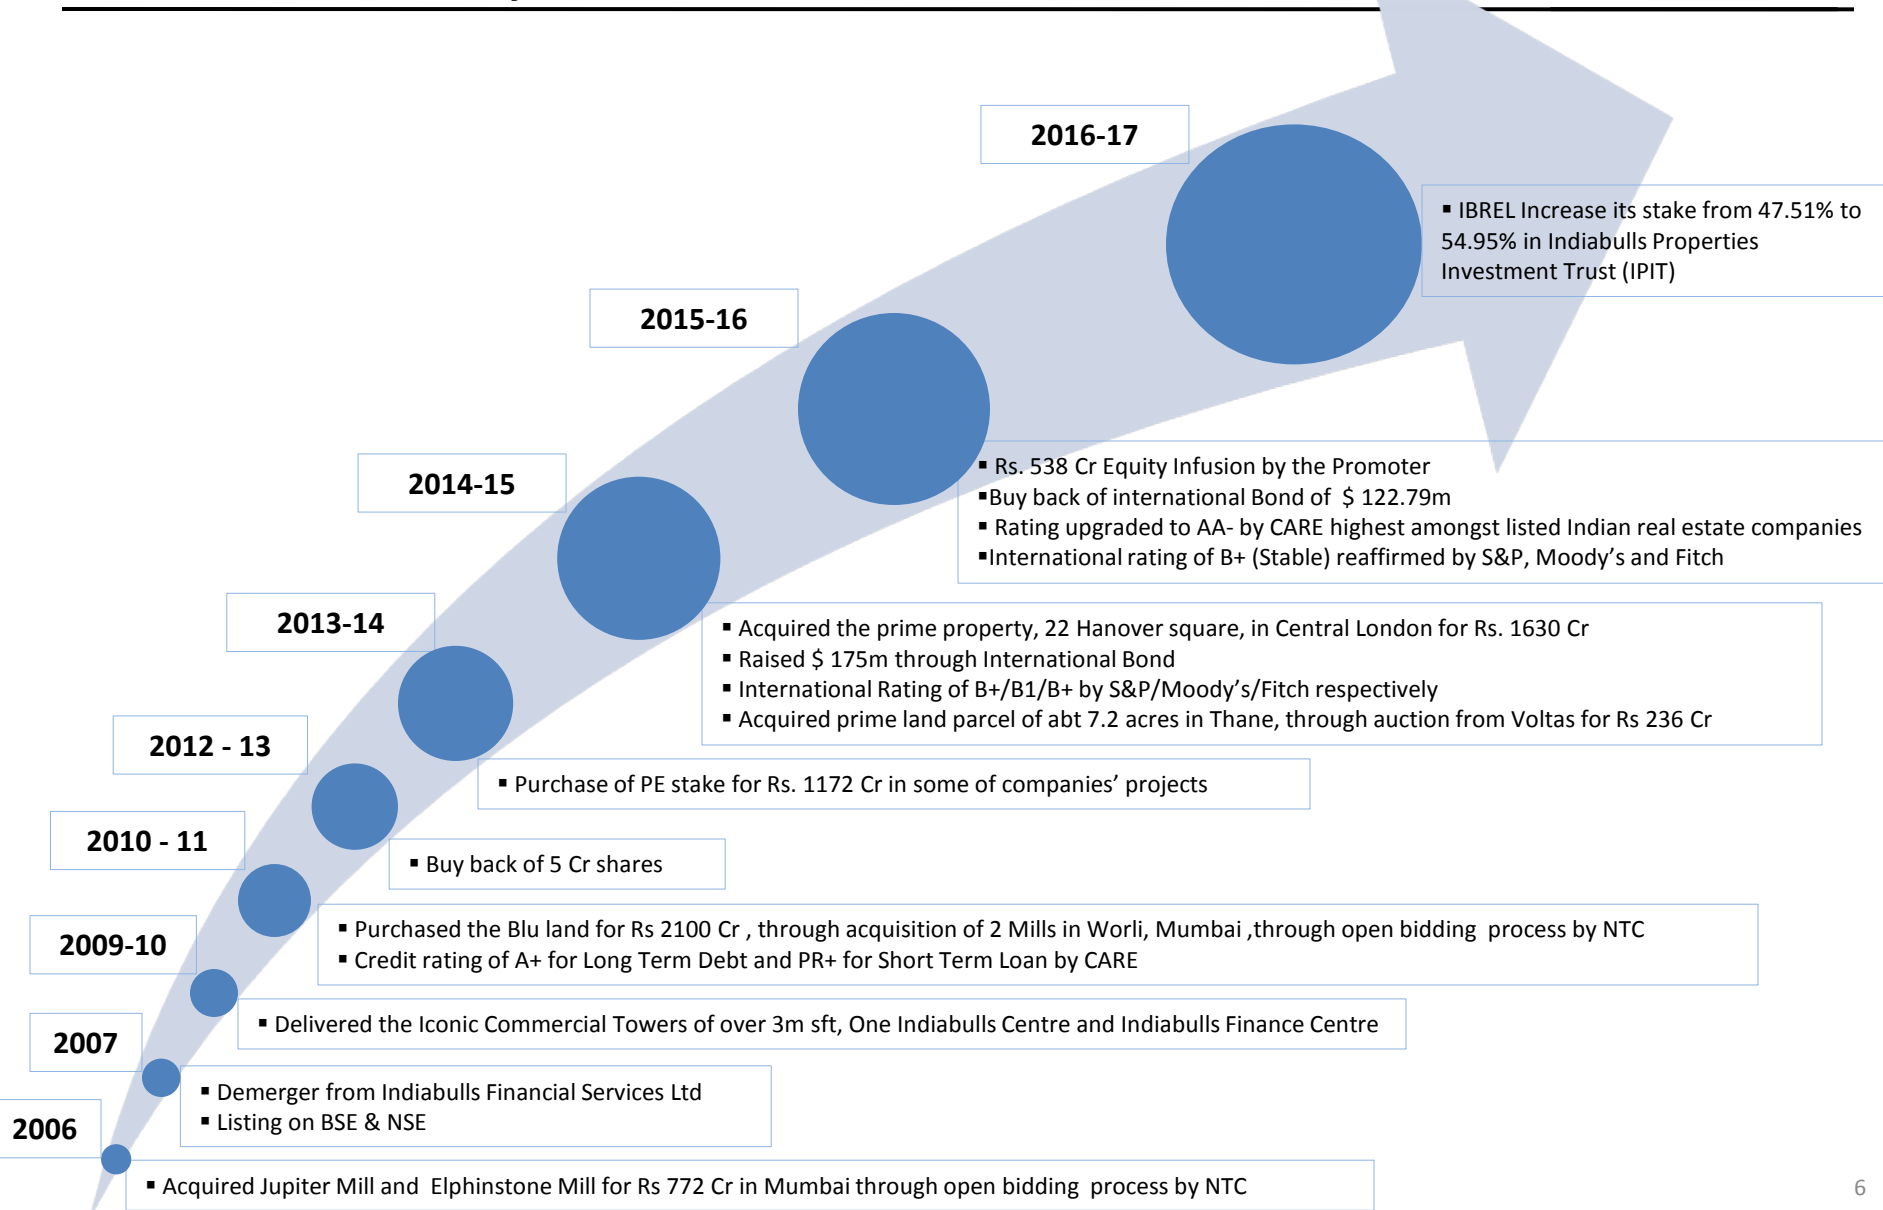 2016-17
▪ IBREL Increase its stake from 47.51% to
54.95% in Indiabulls Properties
Investment Trust (IPIT)
2015-16
▪ Rs. 538 Cr Equity Infusion by the Promoter
▪Buy back of international Bond of $ 122.79m
▪ Rating upgraded to AA- by CARE highest amongst listed Indian real estate companies
▪International rating of B+ (Stable) reaffirmed by S&P, Moody’s and Fitch
2014-15
▪ Acquired the prime property, 22 Hanover square, in Central London for Rs. 1630 Cr
▪ Raised $ 175m through International Bond
▪ International Rating of B+/B1/B+ by S&P/Moody’s/Fitch respectively
▪ Acquired prime land parcel of abt 7.2 acres in Thane, through auction from Voltas for Rs 236 Cr
2013-14
▪ Purchase of PE stake for Rs. 1172 Cr in some of companies’ projects
2012 - 13
▪ Buy back of 5 Cr shares
2010 - 11
▪ Purchased the Blu land for Rs 2100 Cr , through acquisition of 2 Mills in Worli, Mumbai ,through open bidding process by NTC
▪ Credit rating of A+ for Long Term Debt and PR+ for Short Term Loan by CARE
2009-10
▪ Delivered the Iconic Commercial Towers of over 3m sft, One Indiabulls Centre and Indiabulls Finance Centre
2007
▪ Demerger from Indiabulls Financial Services Ltd
▪ Listing on BSE & NSE
2006
▪ Acquired Jupiter Mill and Elphinstone Mill for Rs 772 Cr in Mumbai through open bidding process by NTC
6